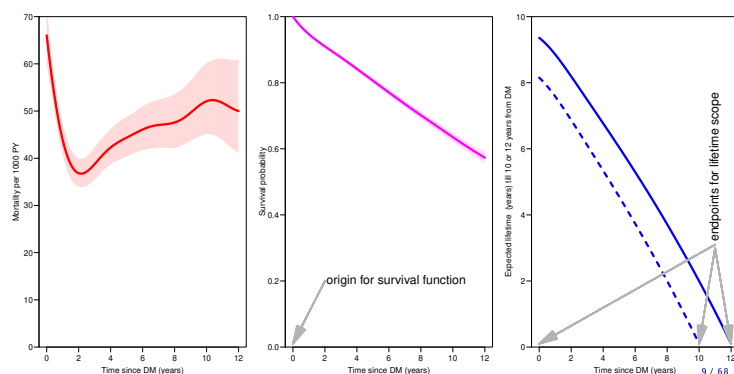 70
60
50
40
30
20
10
0
Mortality per 1000 PY
0 2 4 6 8 10 12
Time since DM (years)
1.0
0.8
0.6
0.4
0.2
0.0
Survival probability
origin for survival function
0 2 4 6 8 10 12
Time since DM (years)
10
8
6
4
2
0
Expected lifetime (years) till 10 or 12 years from DM
endpoints for lifetime scope
0 2 4 6 8 10 12
Time since DM (years)
9 / 68